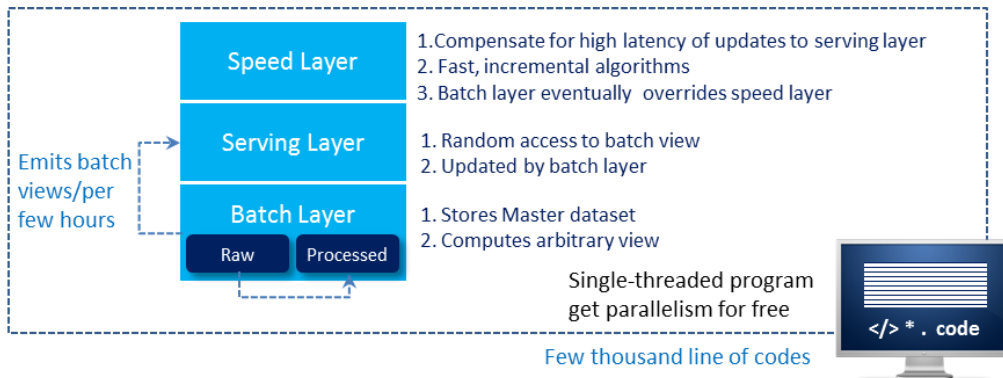 Speed Layer
1.Compensate for high latency of updates to serving layer
2. Fast, incremental algorithms
3. Batch layer eventually overrides speed layer
Serving Layer
1. Random access to batch view
2. Updated by batch layer
Emits batch
views/per
few hours
Batch Layer
Raw
Processed
1. Stores Master dataset
2. Computes arbitrary view
Single-threaded program
get parallelism for free
</> * . code
Few thousand line of codes